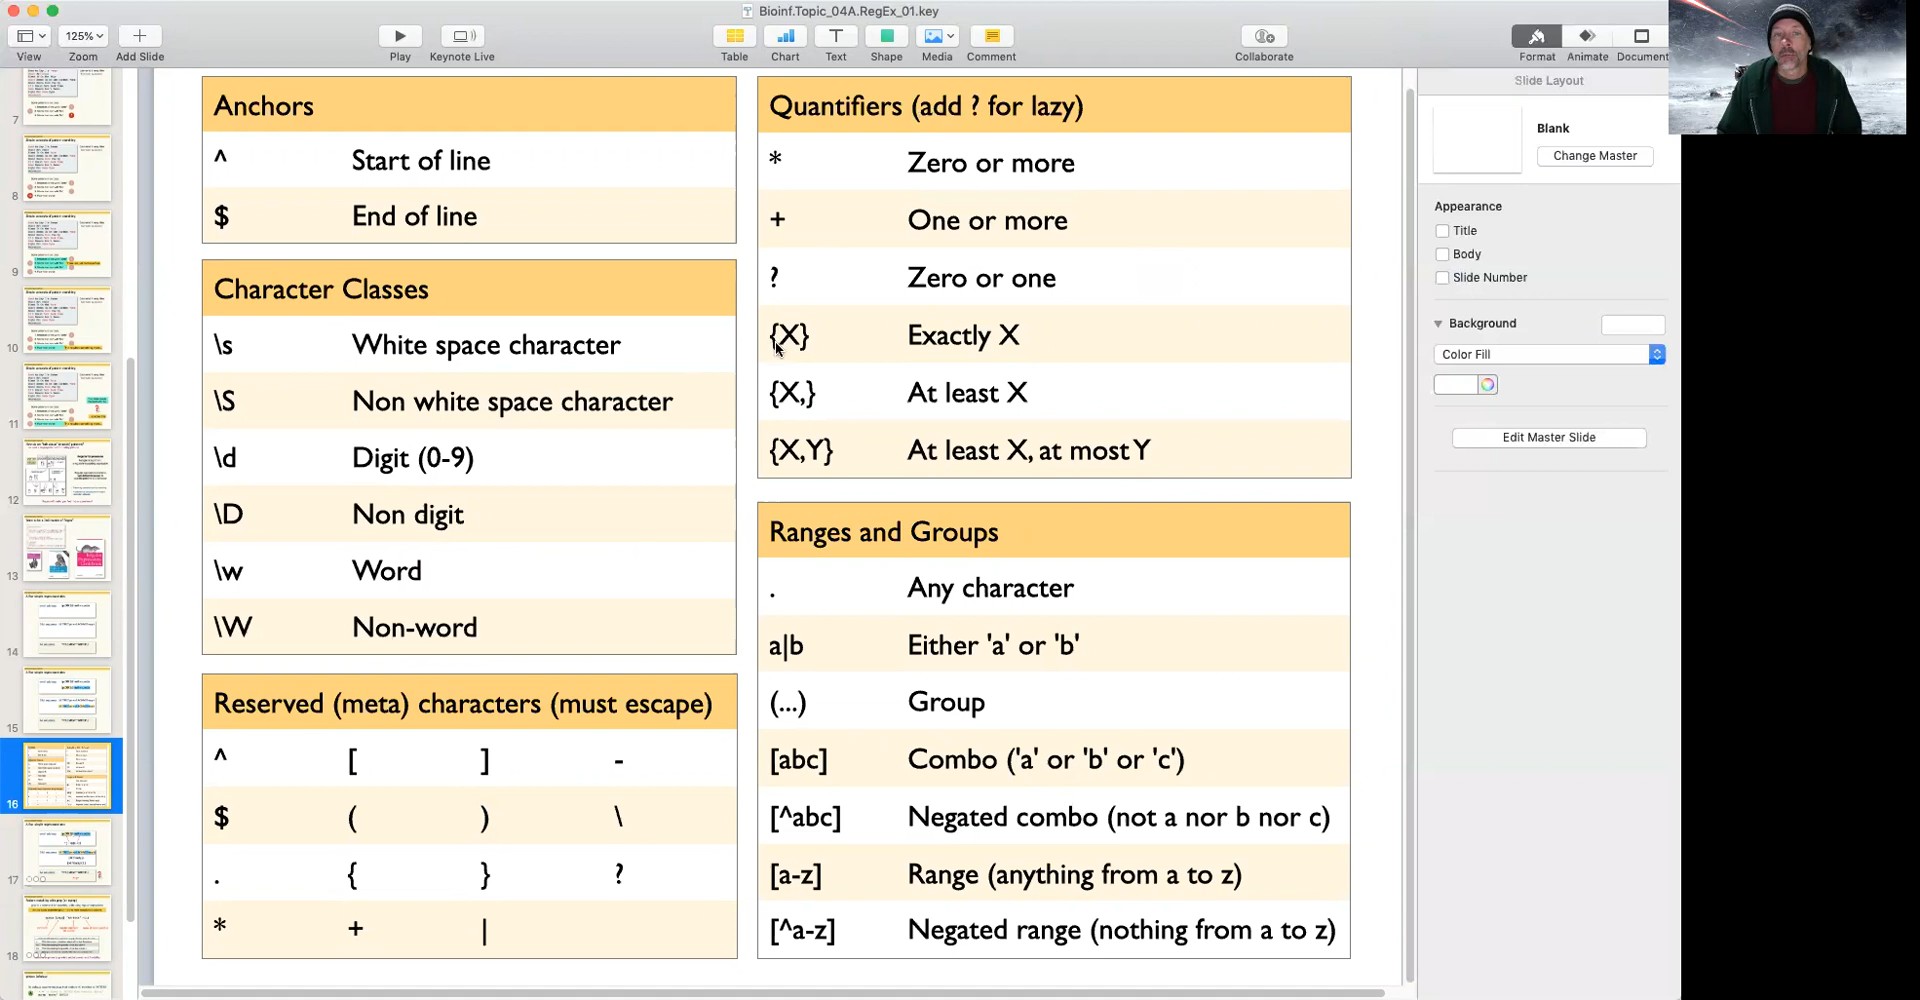 Bioinf.Topic_04A.RegEx_01.key
125%
View
Zoom
Add Slide
Play
Keynote Live
Table
Chart
Text
Shape
Media
Comment
Collaborate
Format
Animate
Document
7
8
9
10
11
12
13
14
15
16
17
18
Anchors
^ Start of line
$ End of line
Character Classes
\s White space character
\S Non white space character
\d Digit (0-9)
\D Non digit
\w Word
\W Non-word
Reserved (meta) characters (must escape)
^ [ ] -
$ ( ) \
. { } ?
* + |
Quantifiers (add ? for lazy)
* Zero or more
+ One or more
? Zero or one
{X} Exactly X
{X,} At least X
{X,Y} At least X, at most Y
Ranges and Groups
. Any character
a|b Either 'a' or 'b'
(...) Group
[abc] Combo ('a' or 'b' or 'c')
[^abc] Negated combo (not a nor b nor c)
[a-z] Range (anything from a to z)
[^a-z] Negated range (nothing from a to z)
Slide Layout
Blank
Change Master
Appearance
Title
Body
Slide Number
Background
Color Fill
Edit Master Slide